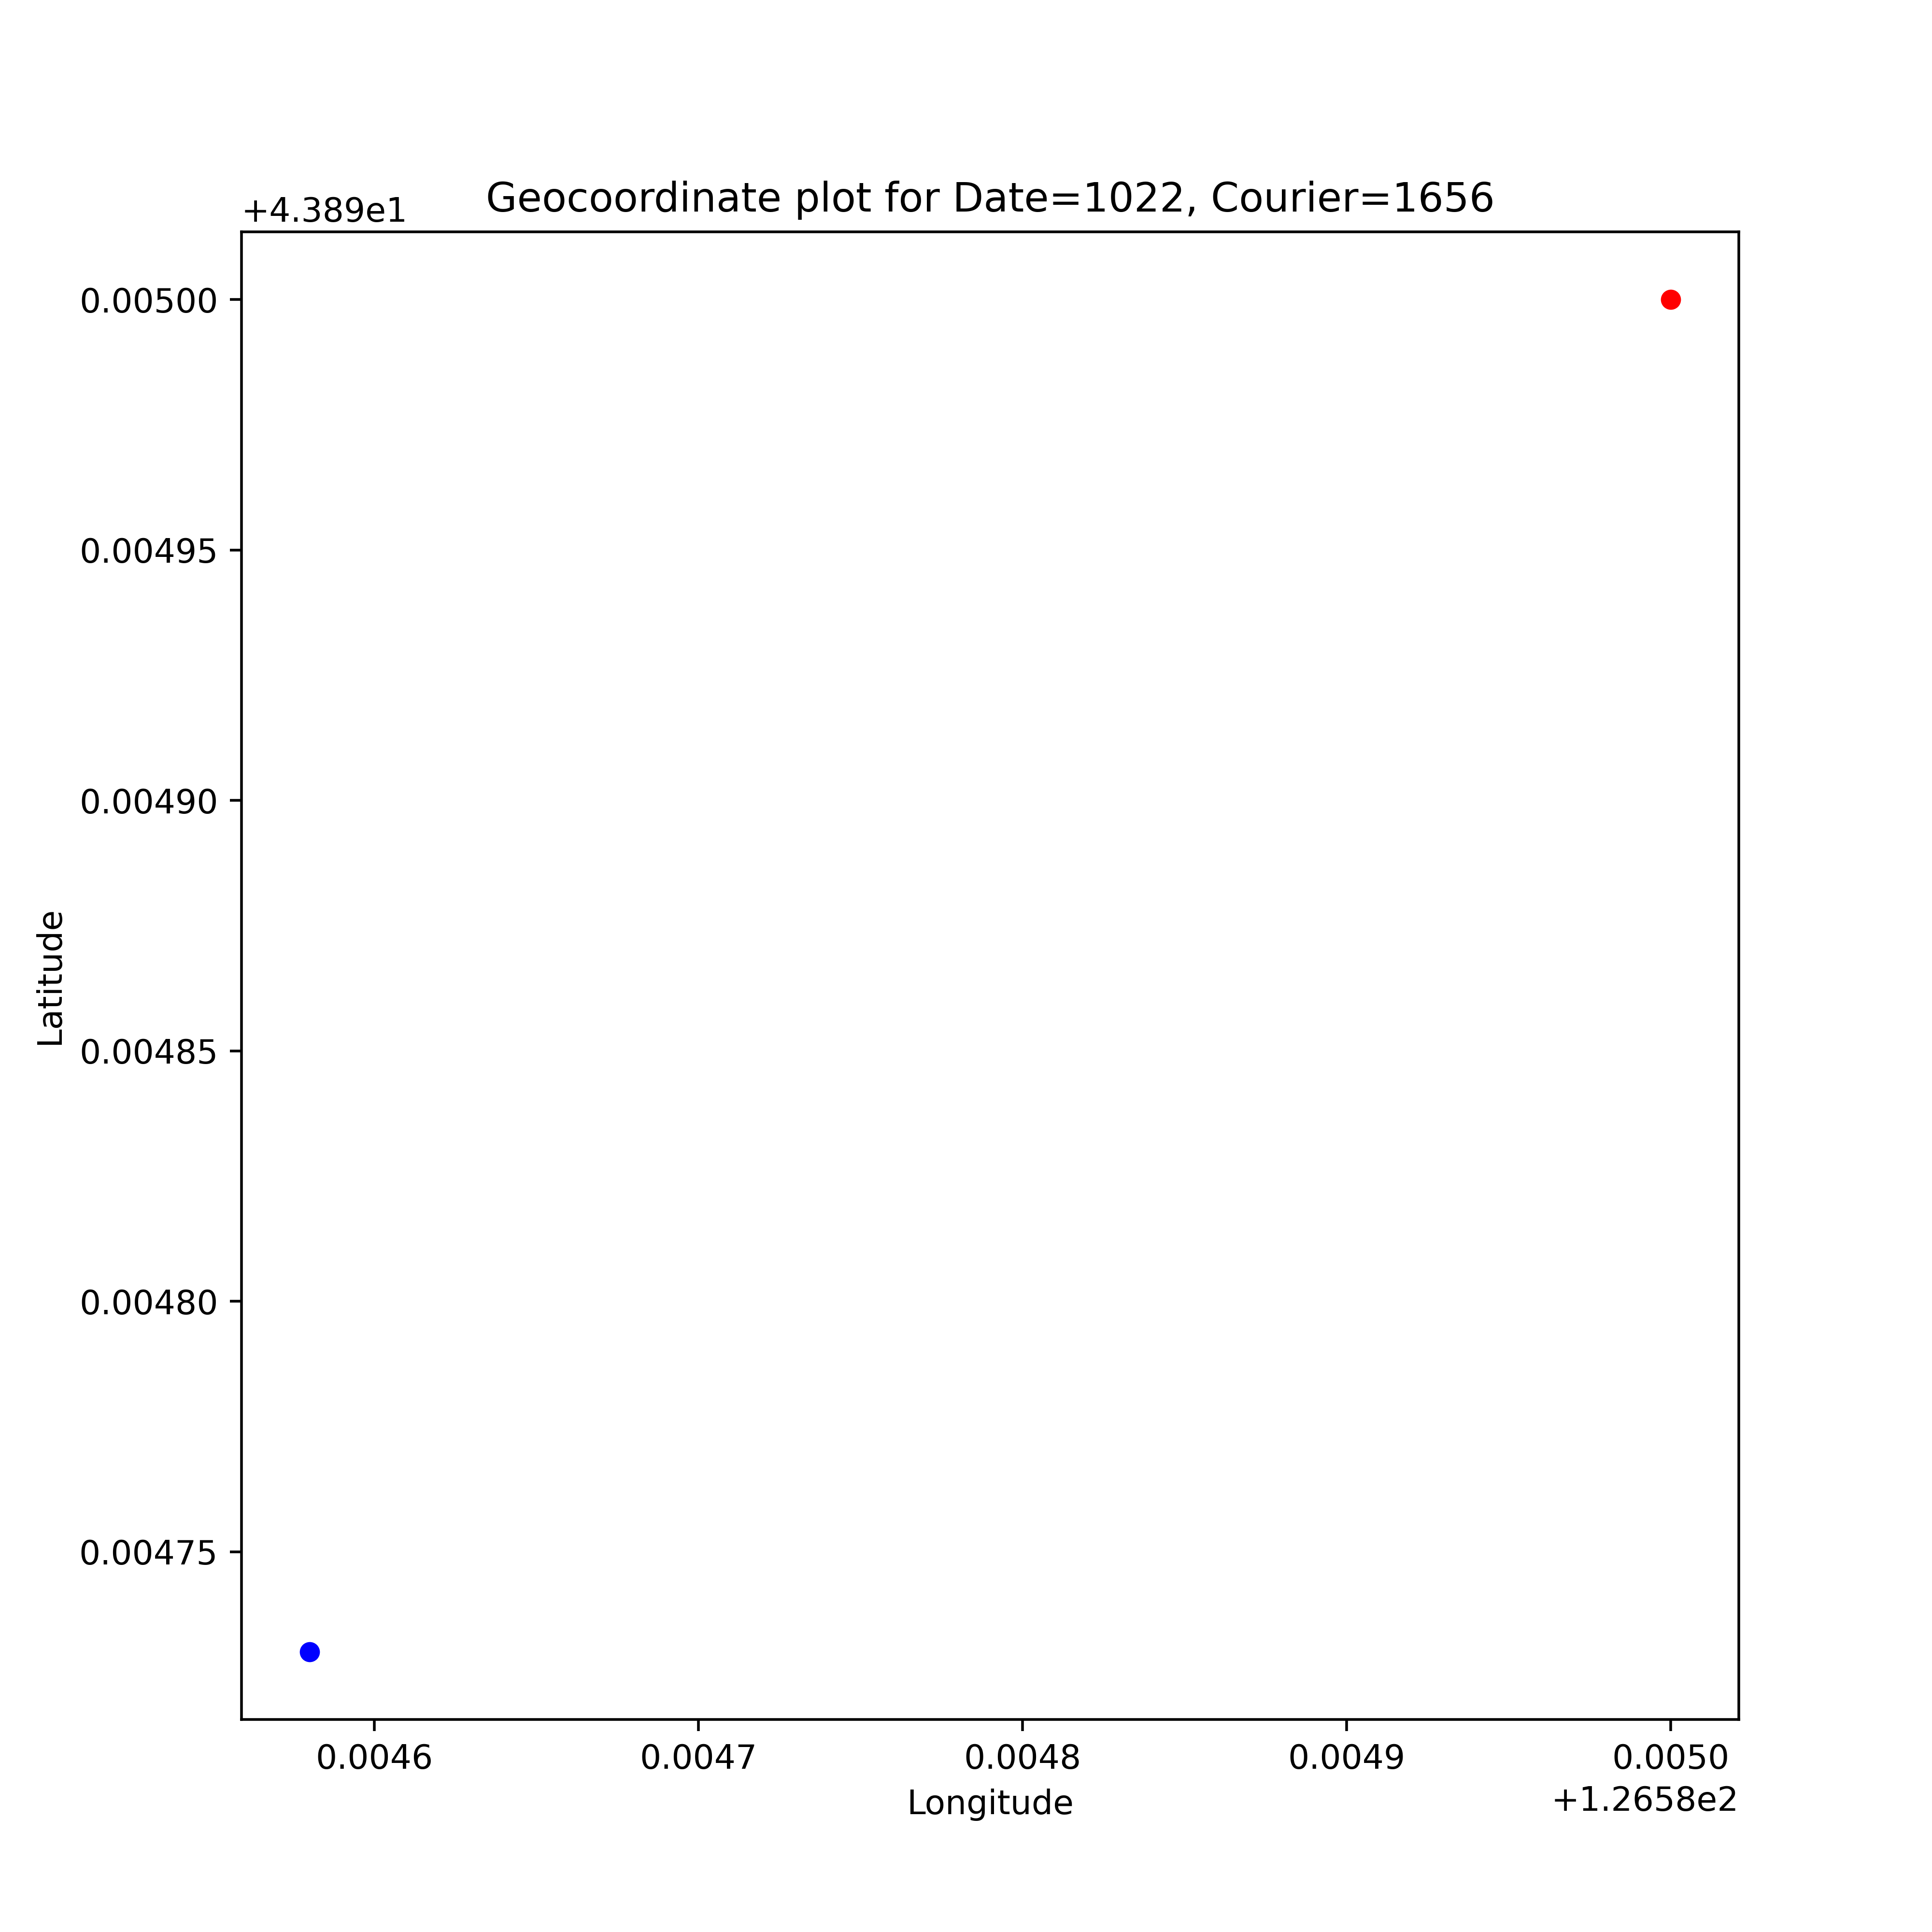 Geocoordinate plot for Date=1022, Courier=1656
+4.389e1
0.00500
0.00495
0.00490
0.00485
0.00480
0.00475
Latitude
0.0046 0.0047 0.0048 0.0049 0.0050
Longitude
+1.2658e2